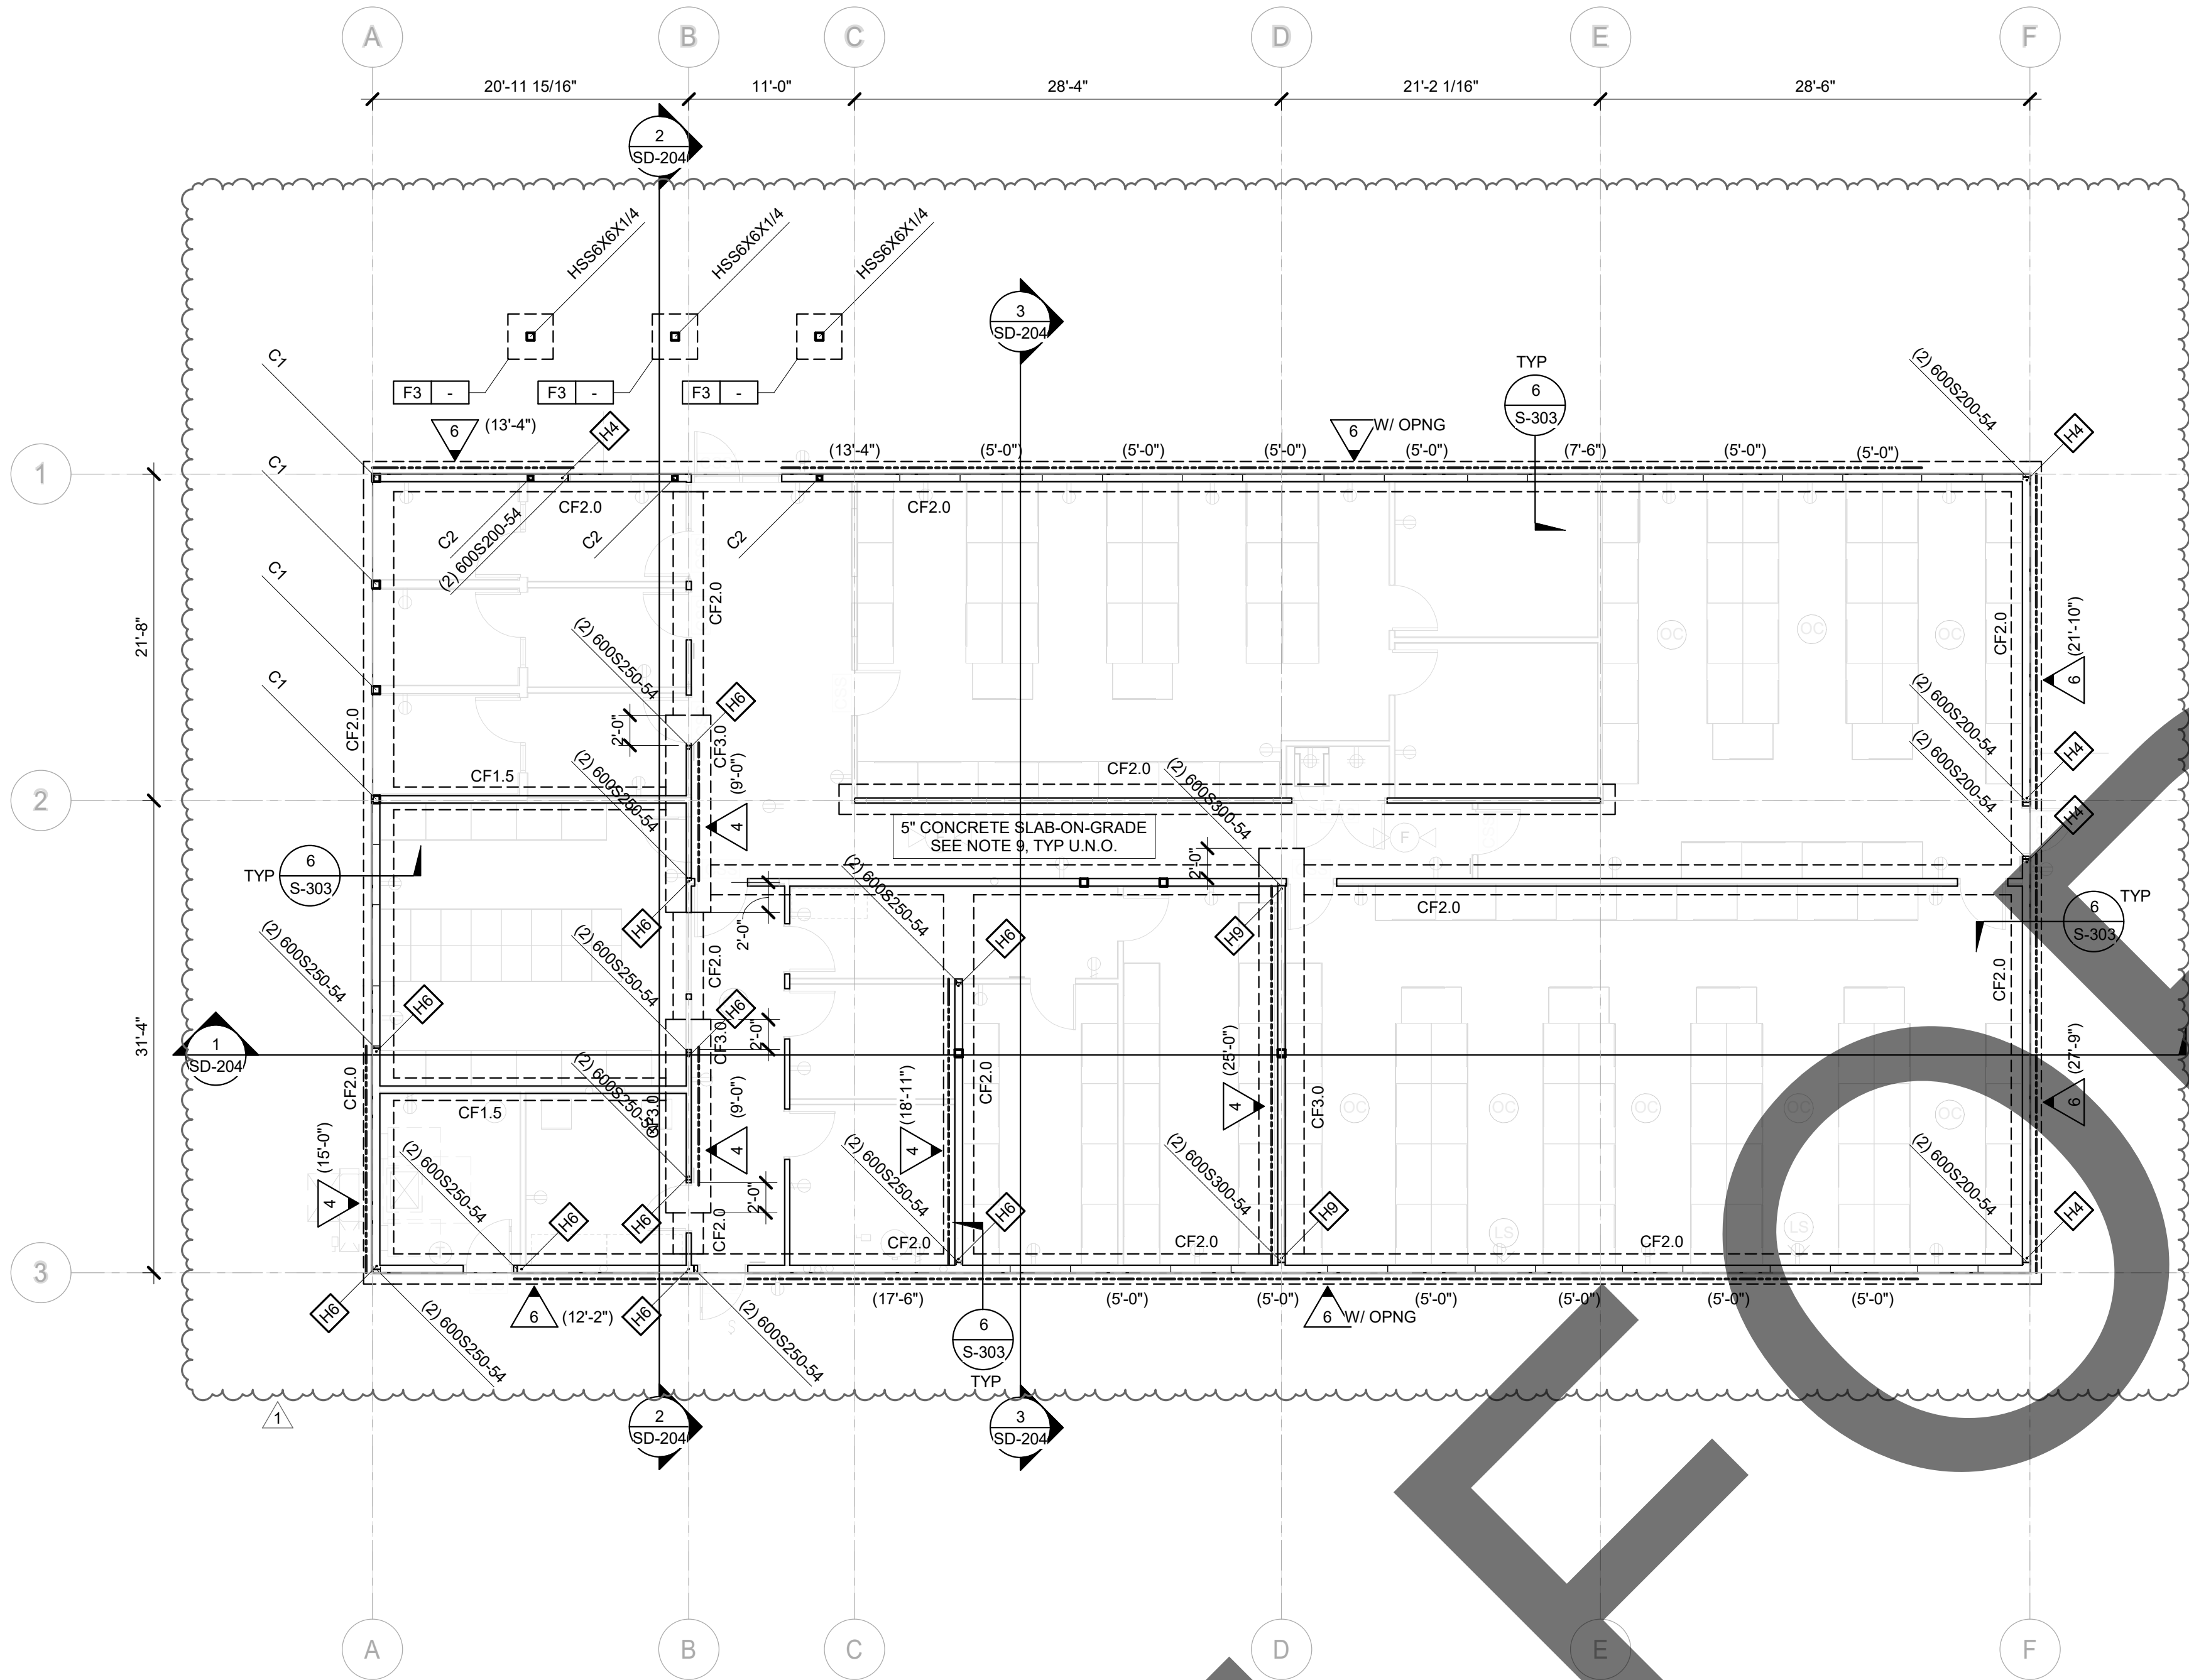 A
B
C
D
E
F
20'-11 15/16"
11'-0"
28'-4"
21'-2 1/16"
28'-6"
2
SD-204
HSS6X6X1/4
HSS6X6X1/4
HSS6X6X1/4
3
SD-204
F3 -
F3 -
F3 -
TYP
6
S-303
(2) 600S200-54
H4
C1
6
(13'-4")
H4
6
W/ OPNG
(13'-4")
(5'-0")
(5'-0")
(5'-0")
(5'-0")
(7'-6")
(5'-0")
(5'-0")
1
C1
CF2.0
CF2.0
C2
(2) 600S200-54
C2
C2
C1
CF2.0
CF2.0
(21'-10")
6
21'-8"
OC
OC
OC
(2) 600S250-54
H6
C1
2'-0"
CF3.0
(9'-0")
CF2.0
(2) 600S200-54
H4
(2) 600S200-54
H4
CF1.5
(2) 600S250-54
CF2.0
(2) 600S300-54
2
4
5" CONCRETE SLAB-ON-GRADE
SEE NOTE 9, TYP U.N.O.
F
TYP
6
S-303
(2) 600S250-54
2'-0"
TYP
6
S-303
CF2.0
(2) 600S250-54
H6
(2) 600S250-54
2'-0"
CF2.0
H6
H9
CF2.0
H6
H6
31'-4"
1
SD-204
CF3.0
2'-0"
(2) 600S250-54
CF2.0
CF2.0
(9'-0")
(18'-11")
(25'-0")
4
CF3.0
OC
OC
OC
OC
(27'-9")
6
CF1.5
CF3.0
(15'-0")
4
(2) 600S250-54
4
(2) 600S250-54
4
(2) 600S300-54
(2) 600S200-54
2'-0"
H6
H6
H6
H9
H4
LS
LS
CF2.0
CF2.0
CF2.0
CF2.0
3
H6
6
(12'-2")
H6
(17'-6")
(5'-0")
(5'-0")
6
W/ OPNG
(5'-0")
(5'-0")
(5'-0")
(5'-0")
(2) 600S250-54
(2) 600S250-54
6
S-303
TYP
1
2
SD-204
3
SD-204
A
B
C
D
E
F